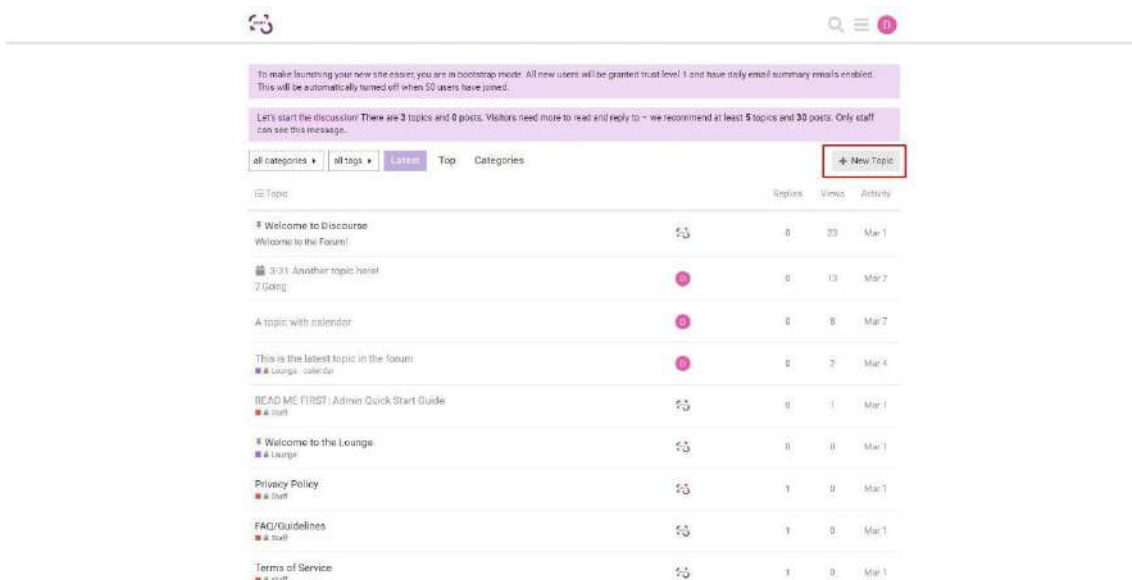 D
To make launching your new site easier, you are in bootstrap mode. All new users will be granted trust level 1 and have daily email summary emails enabled.
This will be automatically turned off when 50 users have joined.
Let's start the discussion! There are 3 topics and 0 posts. Visitors need more to read and reply to – we recommend at least 5 topics and 30 posts. Only staff
can see this message.
all categories all tags Latest Top Categories + New Topic
Topic Replies Views Activity
Welcome to Discourse 0 23 Mar 1
Welcome to the Forum!
3-31 Another topic here! D 0 13 Mar 7
2 Going
A topic with calendar D 0 8 Mar 7
This is the latest topic in the forum D 0 2 Mar 4
Lounge calendar
READ ME FIRST: Admin Quick Start Guide 0 1 Mar 1
Staff
Welcome to the Lounge 0 0 Mar 1
Lounge
Privacy Policy 1 0 Mar 1
Staff
FAQ/Guidelines 1 0 Mar 1
Staff
Terms of Service 1 0 Mar 1
Staff